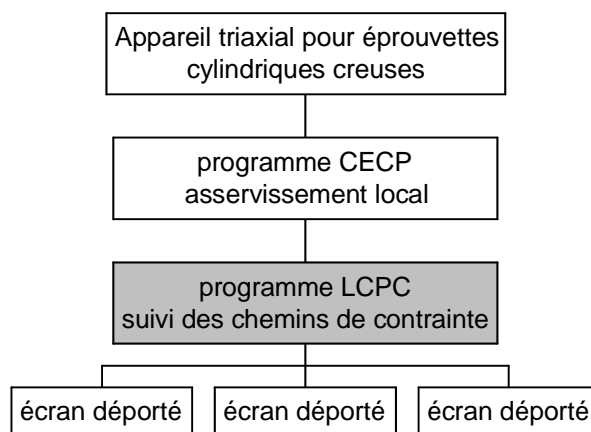 Appareil triaxial pour éprouvettes
cylindriques creuses
programme CECP
asservissement local
programme LCPC
suivi des chemins de contrainte
écran déporté
écran déporté
écran déporté